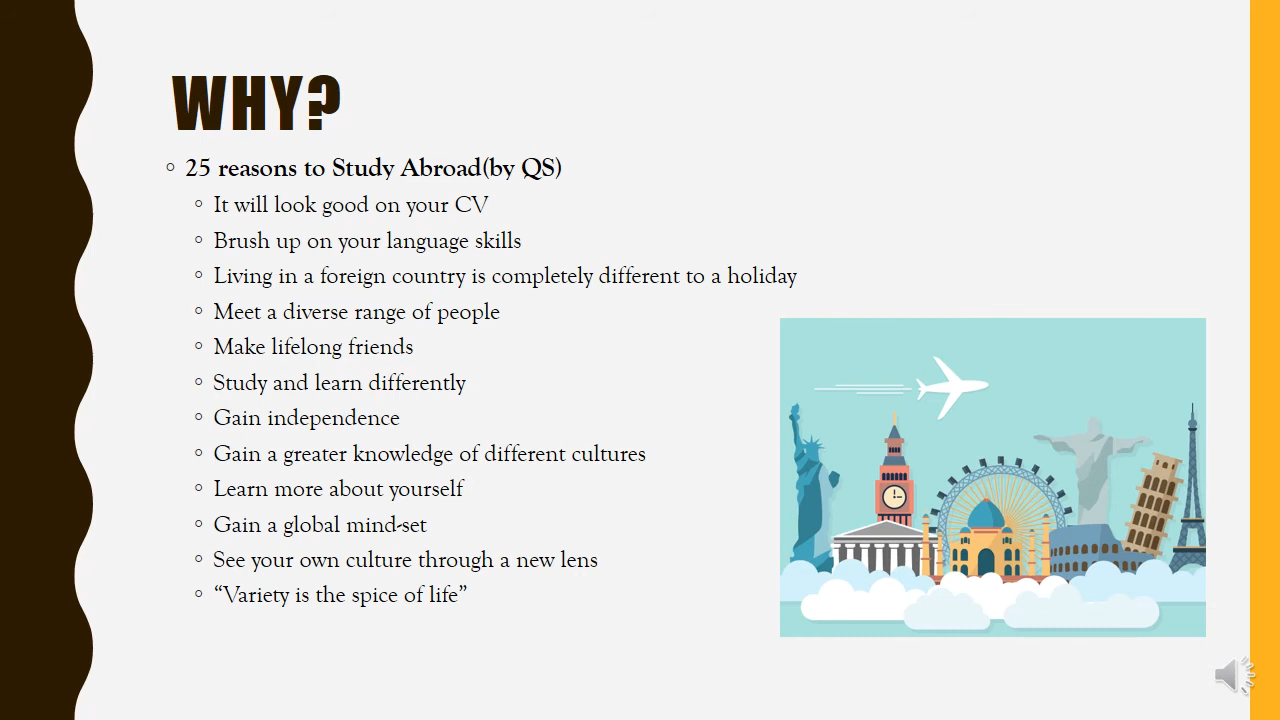 WHY?
25 reasons to Study Abroad(by QS)
It will look good on your CV
Brush up on your language skills
Living in a foreign country is completely different to a holiday
Meet a diverse range of people
Make lifelong friends
Study and learn differently
Gain independence
Gain a greater knowledge of different cultures
Learn more about yourself
Gain a global mind-set
See your own culture through a new lens
“Variety is the spice of life”